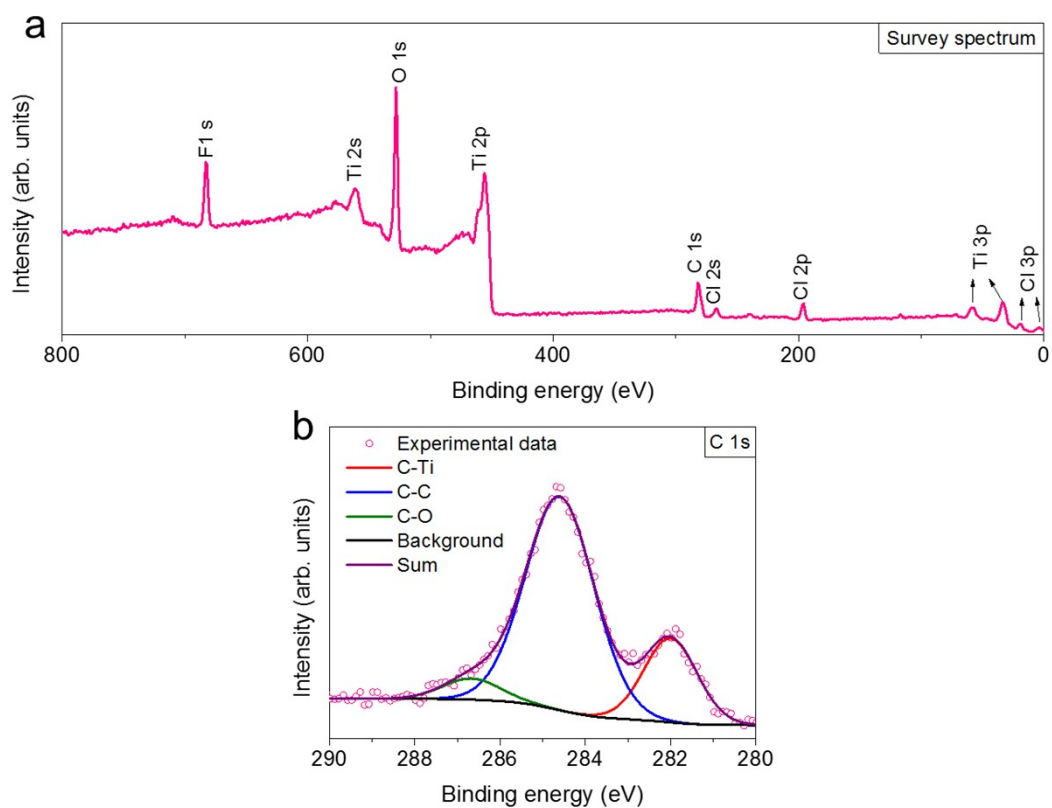 a
Survey spectrum
Intensity (arb. units)
F1 s
Ti 2s
O 1s
Ti 2p
C 1s
Cl 2s
Cl 2p
Ti 3p
Cl 3p
800
600
400
200
0
Binding energy (eV)
b
C 1s
Experimental data
C-Ti
C-C
C-O
Background
Sum
Intensity (arb. units)
290
288
286
284
282
280
Binding energy (eV)